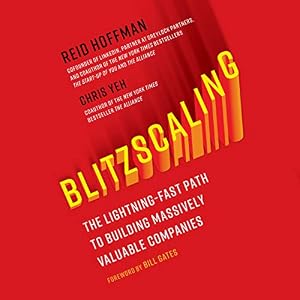 REID HOFFMAN
COFOUNDER OF LINKEDIN, PARTNER AT GREYLOCK PARTNERS,
AND COAUTHOR OF THE NEW YORK TIMES BESTSELLERS
THE START-UP OF YOU AND THE ALLIANCE
CHRIS YEH
COAUTHOR OF THE NEW YORK TIMES
BESTSELLER THE ALLIANCE
BLITZSCALING
THE LIGHTNING-FAST PATH
TO BUILDING MASSIVELY
VALUABLE COMPANIES
FOREWORD BY BILL GATES